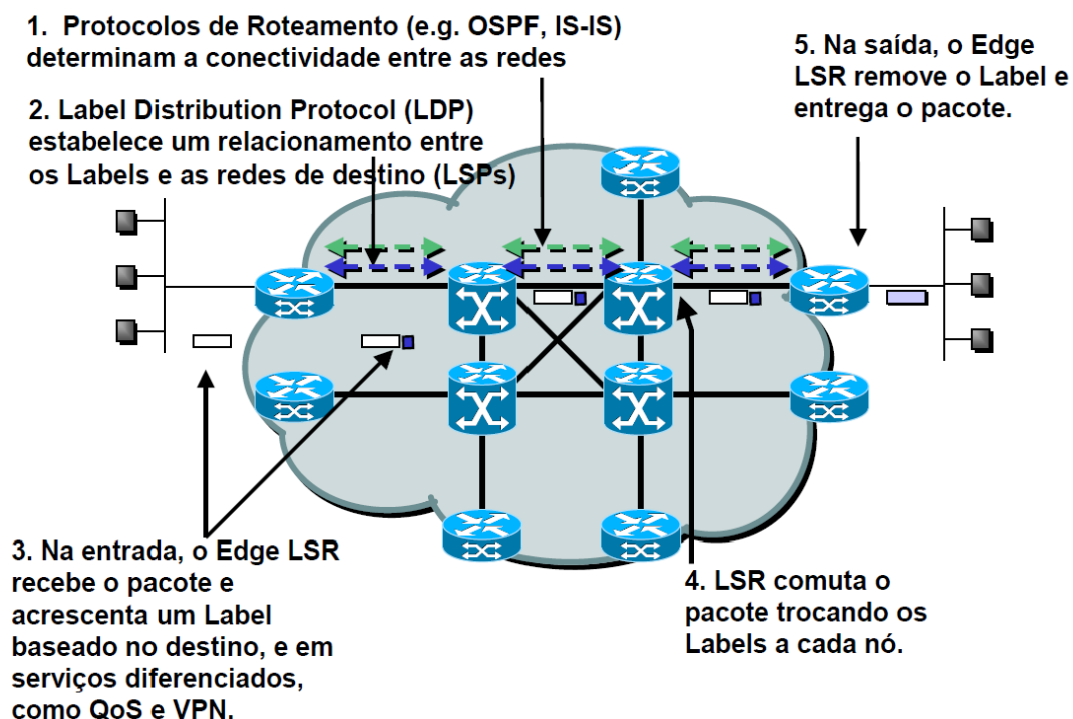 1. Protocolos de Roteamento (e.g. OSPF, IS-IS)
determinam a conectividade entre as redes
2. Label Distribution Protocol (LDP)
estabelece um relacionamento entre
os Labels e as redes de destino (LSPs)
5. Na saída, o Edge
LSR remove o Label e
entrega o pacote.
3. Na entrada, o Edge LSR
recebe o pacote e
acrescenta um Label
baseado no destino, e em
serviços diferenciados,
como QoS e VPN.
4. LSR comuta o
pacote trocando os
Labels a cada nó.